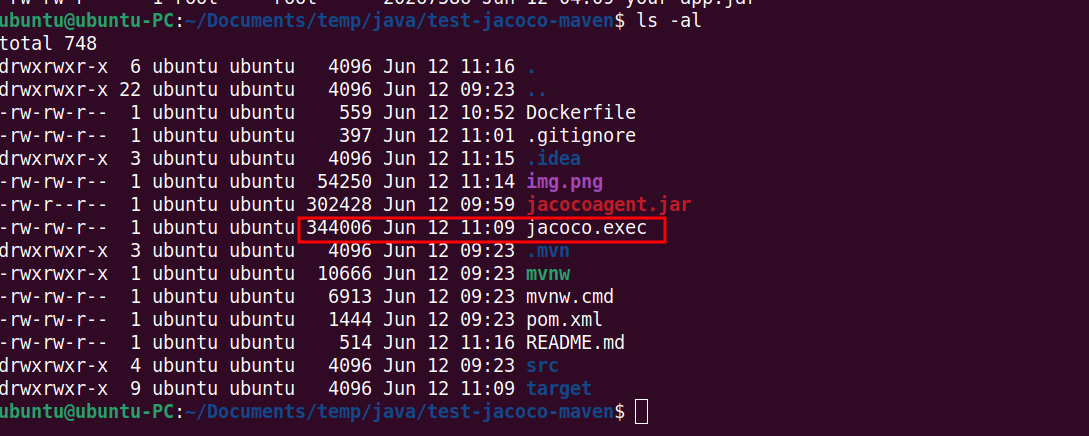 ubuntu@ubuntu-PC:~/Documents/temp/java/test-jacoco-maven$ ls -al
total 748
drwxrwxr-x  6 ubuntu ubuntu   4096 Jun 12 11:16 .
drwxrwxr-x 22 ubuntu ubuntu   4096 Jun 12 09:23 ..
-rw-rw-r--  1 ubuntu ubuntu    559 Jun 12 10:52 Dockerfile
-rw-rw-r--  1 ubuntu ubuntu    397 Jun 12 11:01 .gitignore
drwxrwxr-x  3 ubuntu ubuntu   4096 Jun 12 11:15 .idea
-rw-rw-r--  1 ubuntu ubuntu  54250 Jun 12 11:14 img.png
-rw-r--r--  1 ubuntu ubuntu 302428 Jun 12 09:59 jacocoagent.jar
-rw-rw-r--  1 ubuntu ubuntu 344006 Jun 12 11:09 jacoco.exec
drwxrwxr-x  3 ubuntu ubuntu   4096 Jun 12 09:23 .mvn
-rwxrwxr-x  1 ubuntu ubuntu  10666 Jun 12 09:23 mvnw
-rw-rw-r--  1 ubuntu ubuntu   6913 Jun 12 09:23 mvnw.cmd
-rw-rw-r--  1 ubuntu ubuntu   1444 Jun 12 09:23 pom.xml
-rw-rw-r--  1 ubuntu ubuntu    514 Jun 12 11:16 README.md
drwxrwxr-x  4 ubuntu ubuntu   4096 Jun 12 09:23 src
drwxrwxr-x  9 ubuntu ubuntu   4096 Jun 12 11:09 target
ubuntu@ubuntu-PC:~/Documents/temp/java/test-jacoco-maven$